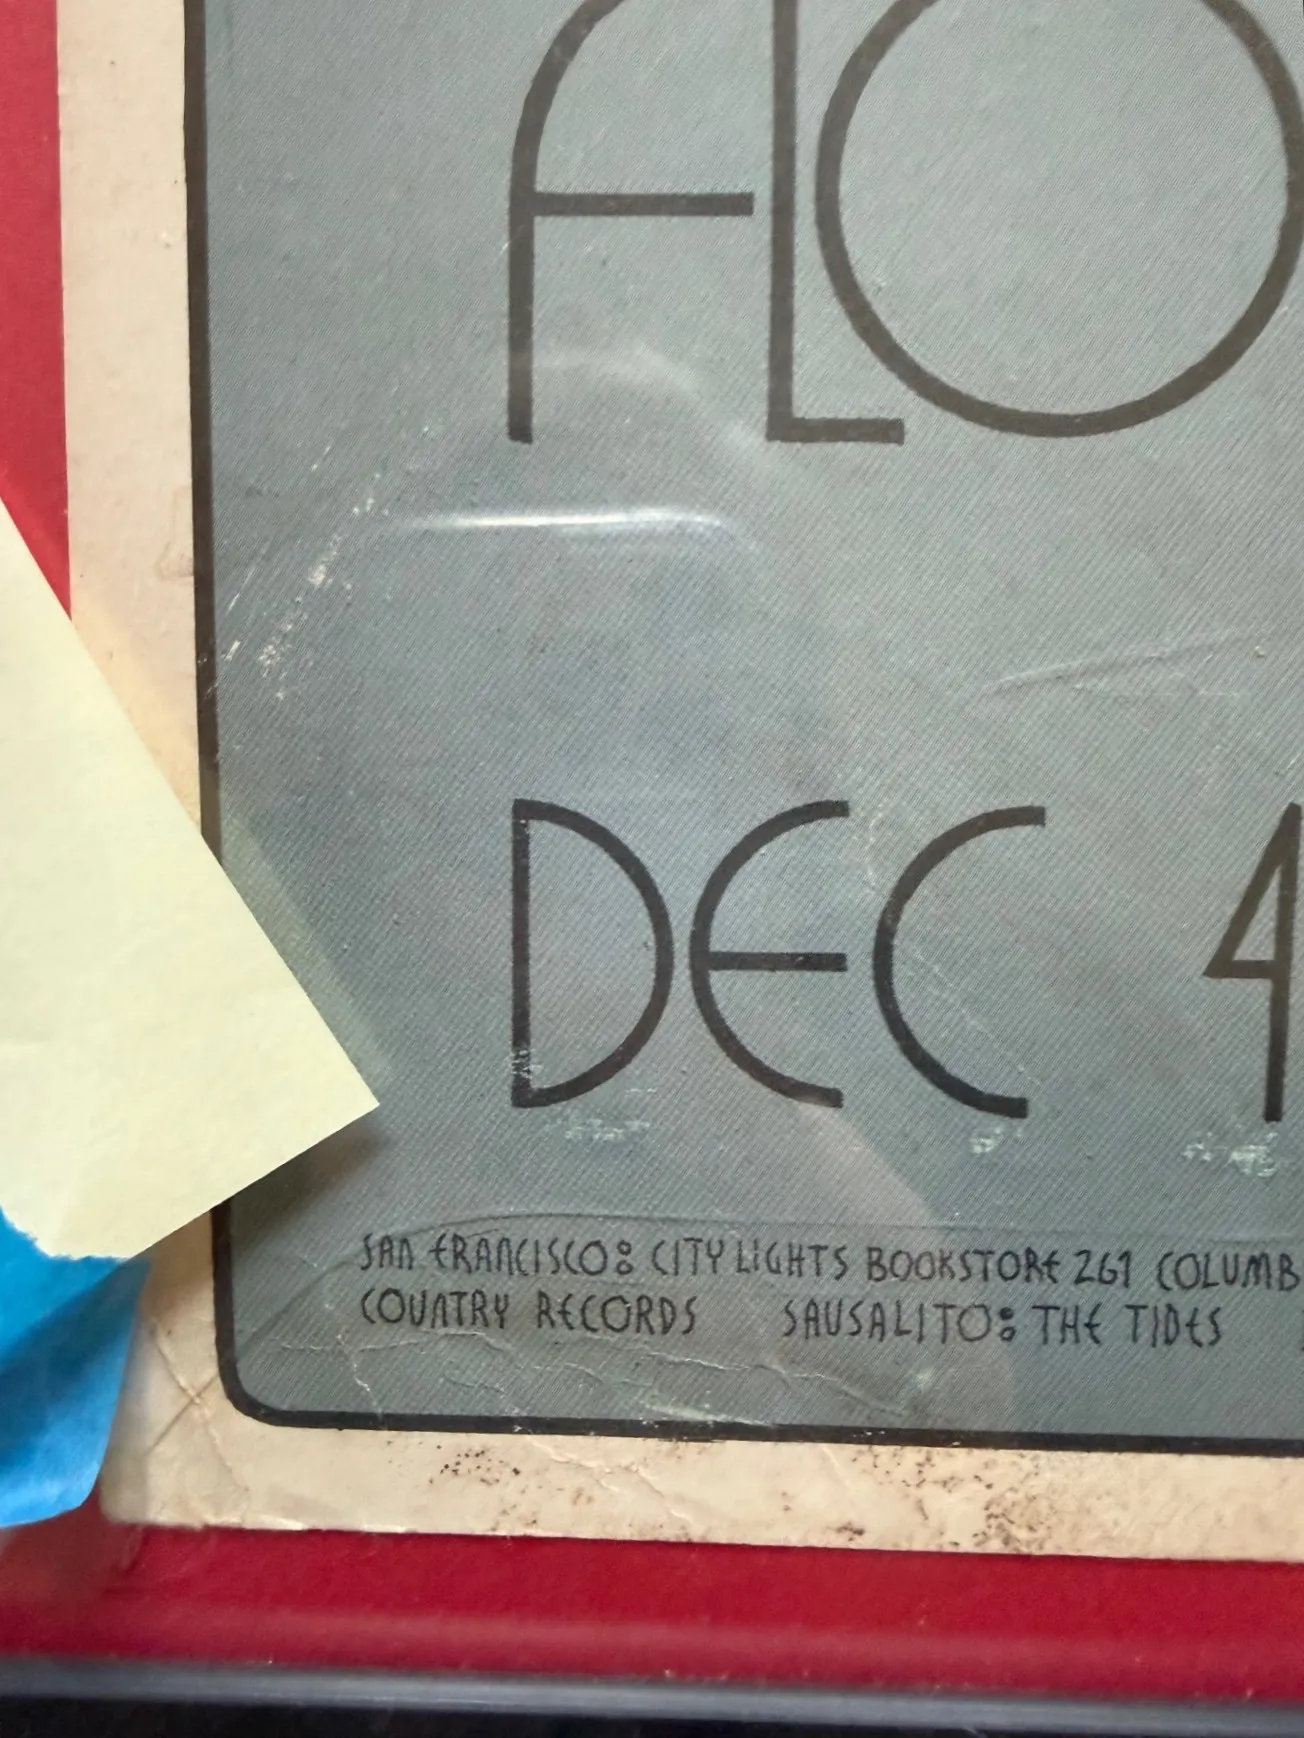 FLO
DEC 4
SAN FRANCISCO: CITY LIGHTS BOOKSTORE 261 COLUMB
COUNTRY RECORDS SAUSALITO: THE TIDES